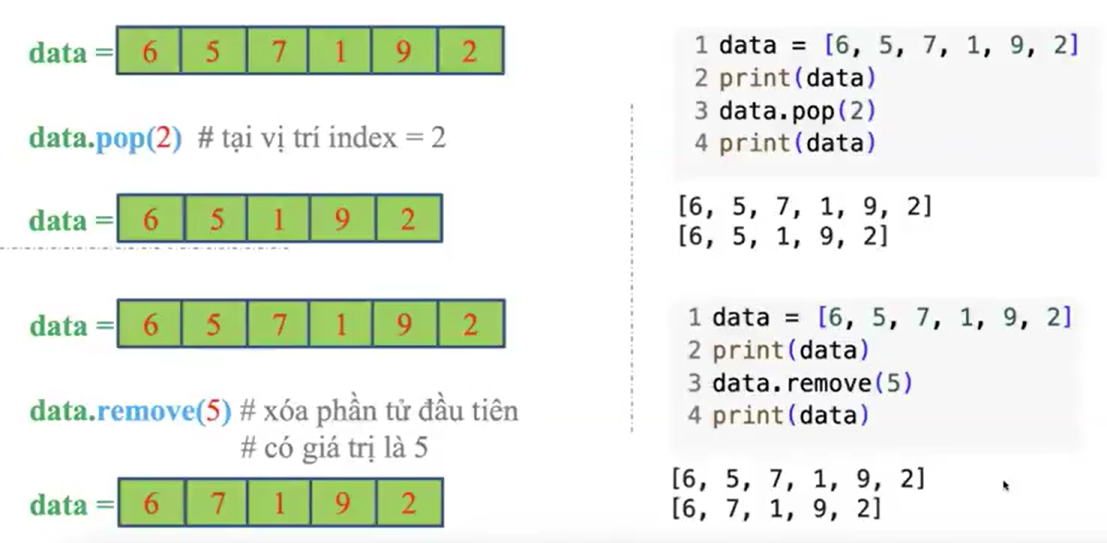 data = 6 5 7 1 9 2
data.pop(2) # tại vị trí index = 2
data = 6 5 1 9 2
1 data = [6, 5, 7, 1, 9, 2]
2 print(data)
3 data.pop(2)
4 print(data)
[6, 5, 7, 1, 9, 2]
[6, 5, 1, 9, 2]
data = 6 5 7 1 9 2
data.remove(5) # xóa phần tử đầu tiên
# có giá trị là 5
data = 6 7 1 9 2
1 data = [6, 5, 7, 1, 9, 2]
2 print(data)
3 data.remove(5)
4 print(data)
[6, 5, 7, 1, 9, 2]
[6, 7, 1, 9, 2]